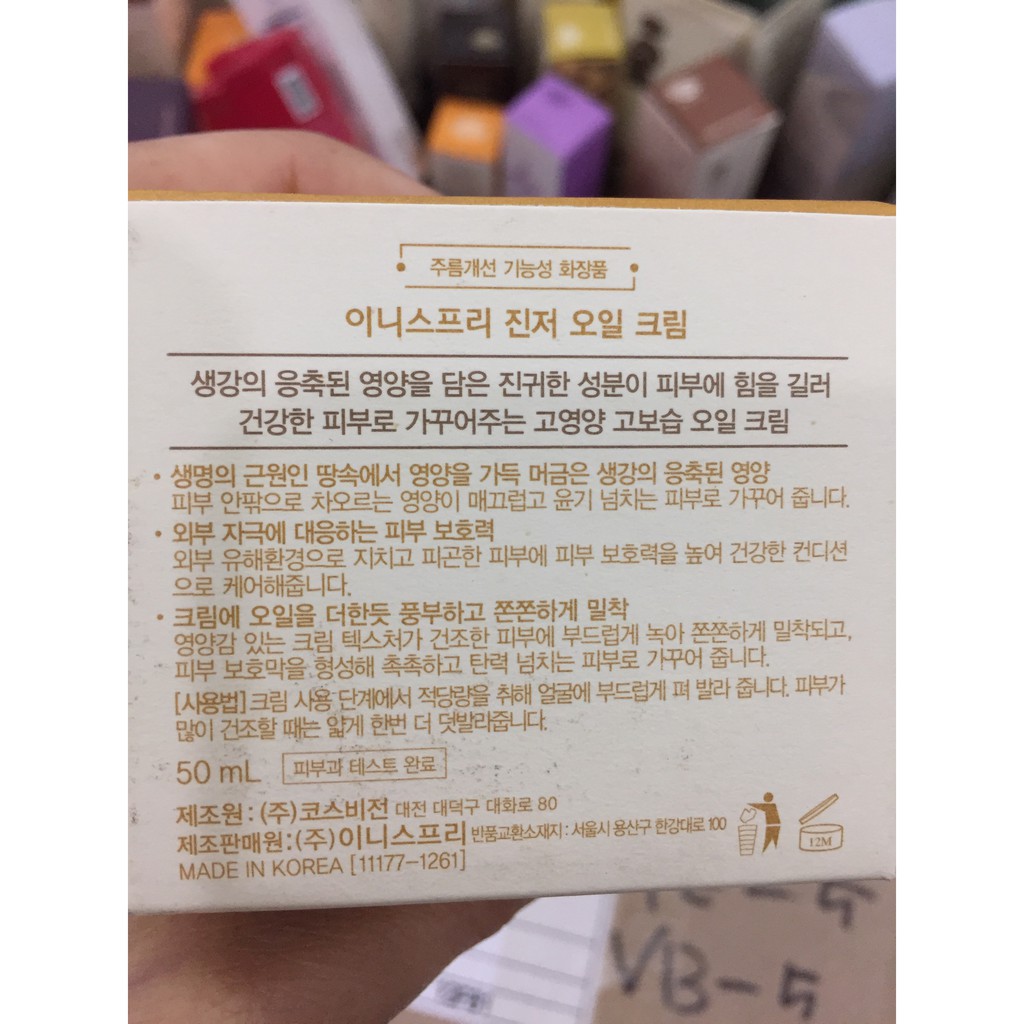 주름개선 기능성 화장품
이니스프리 진저 오일 크림
생강의 응축된 영양을 담은 진귀한 성분이 피부에 힘을 길러
건강한 피부로 가꾸어주는 고영양 고보습 오일 크림
• 생명의 근원인 땅속에서 영양을 가득 머금은 생강의 응축된 영양
피부 안팎으로 차오르는 영양이 매끄럽고 윤기 넘치는 피부로 가꾸어 줍니다.
• 외부 자극에 대응하는 피부 보호력
외부 유해환경으로 지치고 피곤한 피부에 피부 보호력을 높여 건강한 컨디션
으로 케어해줍니다.
• 크림에 오일을 더한듯 풍부하고 쫀쫀하게 밀착
영양감 있는 크림 텍스처가 건조한 피부에 부드럽게 녹아 쫀쫀하게 밀착되고,
피부 보호막을 형성해 촉촉하고 탄력 넘치는 피부로 가꾸어 줍니다.
[사용법] 크림 사용 단계에서 적당량을 취해 얼굴에 부드럽게 펴 발라 줍니다. 피부가
많이 건조할 때는 얇게 한번 더 덧발라줍니다.
50 mL 피부과 테스트 완료
제조원 : (주)코스비전 대전 대덕구 대화로 80
제조판매원 : (주)이니스프리 반품교환소재지 : 서울시 용산구 한강대로 100
12M
MADE IN KOREA [11177-1261]
VB-5